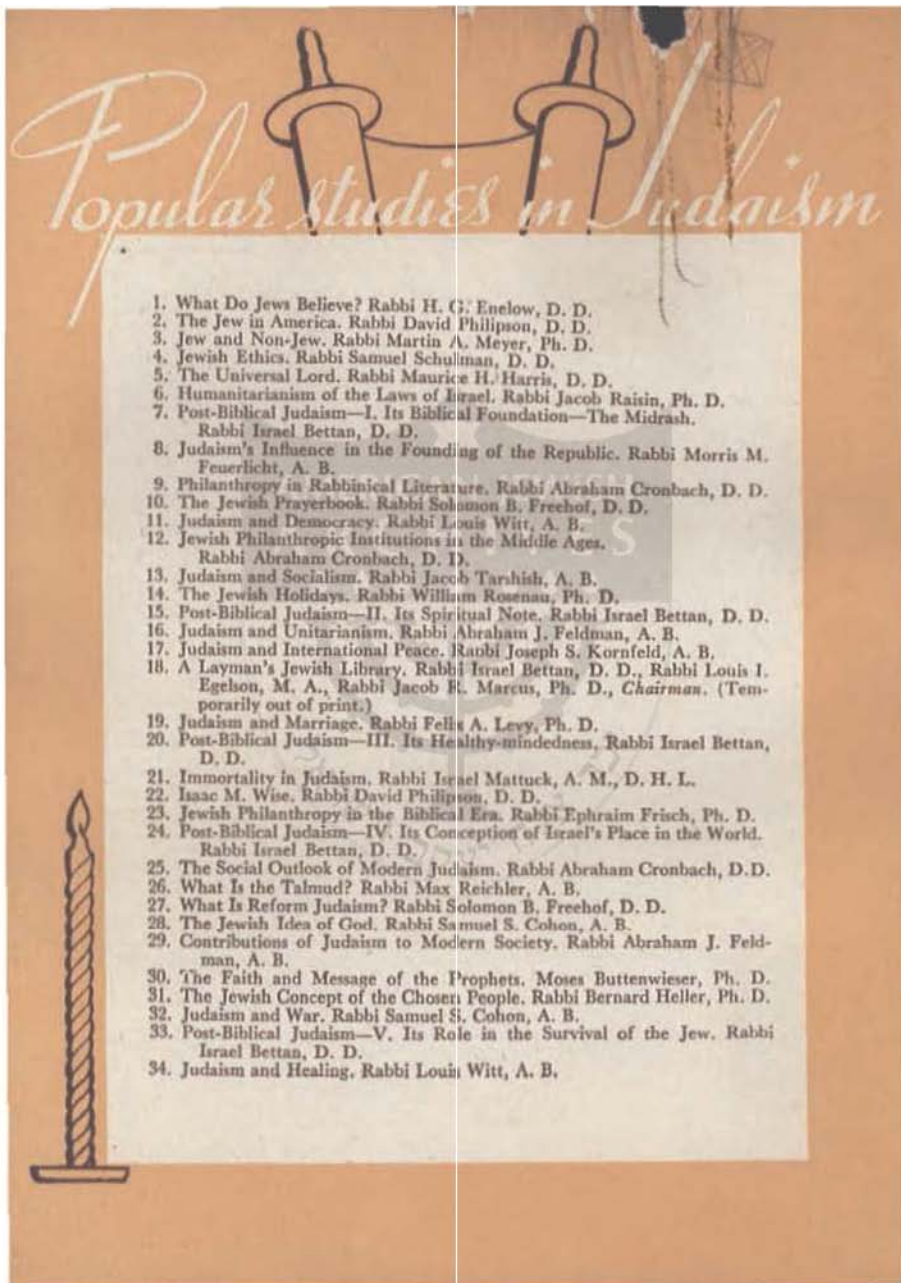 Popular studies in Judaism
1. What Do Jews Believe? Rabbi H. G. Enelow, D. D.
2. The Jew in America. Rabbi David Philipson, D. D.
3. Jew and Non-Jew. Rabbi Martin A. Meyer, Ph. D.
4. Jewish Ethics. Rabbi Samuel Schulman, D. D.
5. The Universal Lord. Rabbi Maurice H. Harris, D. D.
6. Humanitarianism of the Laws of Israel. Rabbi Jacob Raisin, Ph. D.
7. Post-Biblical Judaism—I. Its Biblical Foundation—The Midrash.
Rabbi Israel Bettan, D. D.
8. Judaism's Influence in the Founding of the Republic. Rabbi Morris M.
Feuerlicht, A. B.
9. Philanthropy in Rabbinical Literature. Rabbi Abraham Cronbach, D. D.
10. The Jewish Prayerbook. Rabbi Solomon B. Freehof, D. D.
11. Judaism and Democracy. Rabbi Louis Witt, A. B.
12. Jewish Philanthropic Institutions in the Middle Ages.
Rabbi Abraham Cronbach, D. D.
13. Judaism and Socialism. Rabbi Jacob Tarshish, A. B.
14. The Jewish Holidays. Rabbi William Rosenau, Ph. D.
15. Post-Biblical Judaism—II. Its Spiritual Note. Rabbi Israel Bettan, D. D.
16. Judaism and Unitarianism. Rabbi Abraham J. Feldman, A. B.
17. Judaism and International Peace. Rabbi Joseph S. Kornfeld, A. B.
18. A Layman's Jewish Library. Rabbi Israel Bettan, D. D., Rabbi Louis I.
Egelson, M. A., Rabbi Jacob R. Marcus, Ph. D., Chairman. (Tem-
porarily out of print.)
19. Judaism and Marriage. Rabbi Felix A. Levy, Ph. D.
20. Post-Biblical Judaism—III. Its Healthy-mindedness. Rabbi Israel Bettan,
D. D.
21. Immortality in Judaism. Rabbi Israel Mattuck, A. M., D. H. L.
22. Isaac M. Wise. Rabbi David Philipson, D. D.
23. Jewish Philanthropy in the Biblical Era. Rabbi Ephraim Frisch, Ph. D.
24. Post-Biblical Judaism—IV. Its Conception of Israel's Place in the World.
Rabbi Israel Bettan, D. D.
25. The Social Outlook of Modern Judaism. Rabbi Abraham Cronbach, D.D.
26. What Is the Talmud? Rabbi Max Reichler, A. B.
27. What Is Reform Judaism? Rabbi Solomon B. Freehof, D. D.
28. The Jewish Idea of God. Rabbi Samuel S. Cohon, A. B.
29. Contributions of Judaism to Modern Society. Rabbi Abraham J. Feld-
man, A. B.
30. The Faith and Message of the Prophets. Moses Buttenwieser, Ph. D.
31. The Jewish Concept of the Chosen People. Rabbi Bernard Heller, Ph. D.
32. Judaism and War. Rabbi Samuel S. Cohon, A. B.
33. Post-Biblical Judaism—V. Its Role in the Survival of the Jew. Rabbi
Israel Bettan, D. D.
34. Judaism and Healing. Rabbi Louis Witt, A. B.